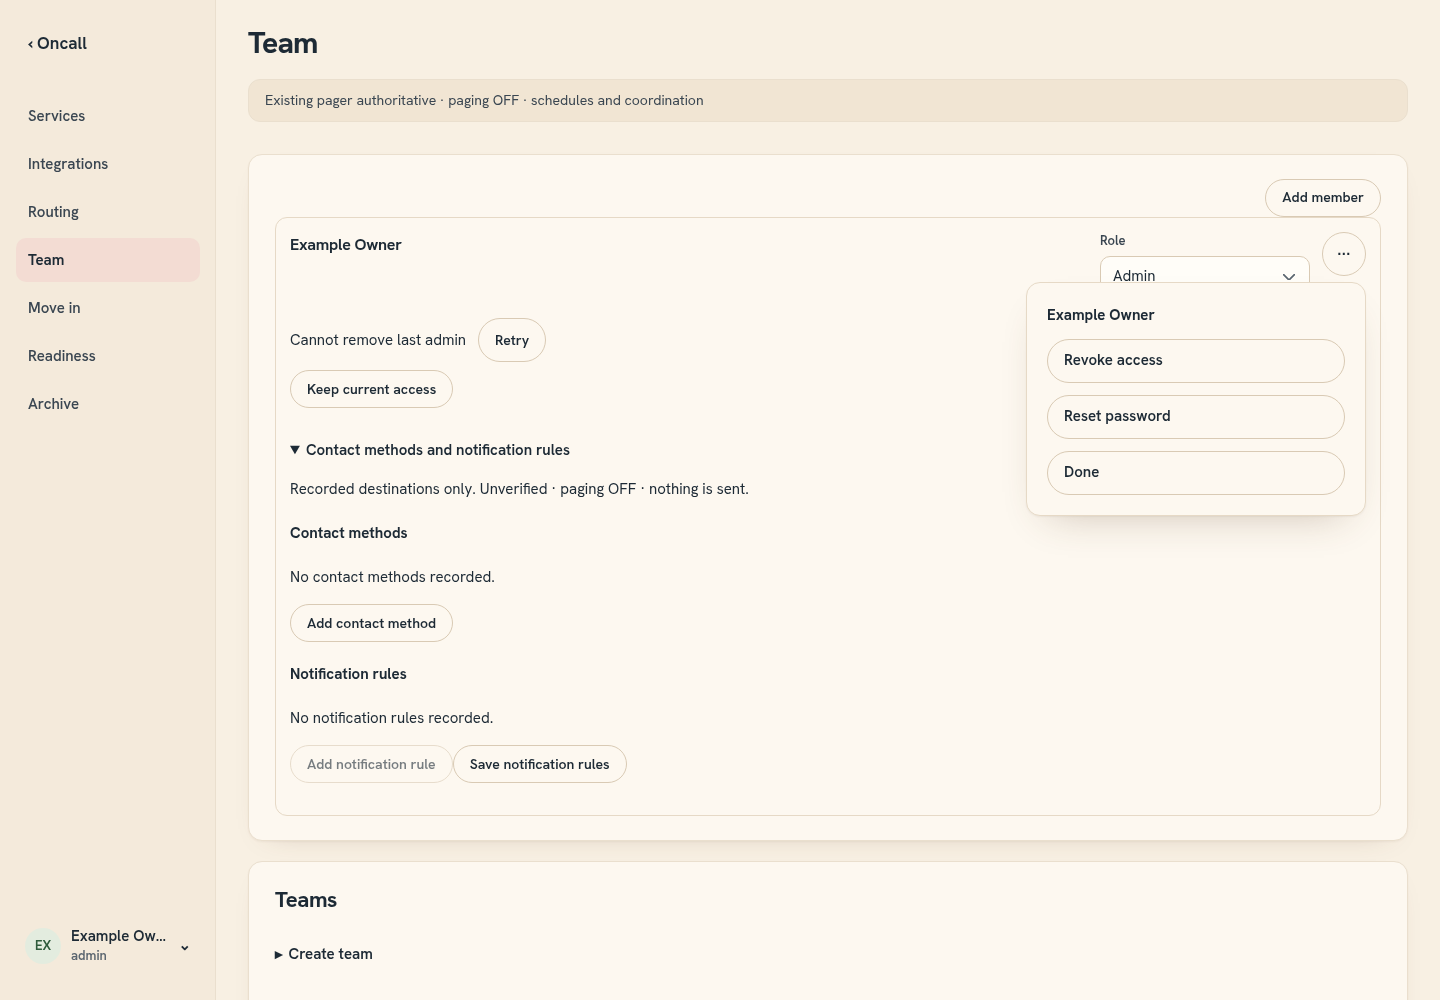 ‹ Oncall
Services
Integrations
Routing
Team
Move in
Readiness
Archive
EX
Example Ow...
admin
Team
Existing pager authoritative · paging OFF · schedules and coordination
Add member
Example Owner
Role
Admin
...
Example Owner
Revoke access
Reset password
Done
Cannot remove last admin
Retry
Keep current access
▼ Contact methods and notification rules
Recorded destinations only. Unverified · paging OFF · nothing is sent.
Contact methods
No contact methods recorded.
Add contact method
Notification rules
No notification rules recorded.
Add notification rule
Save notification rules
Teams
▶ Create team